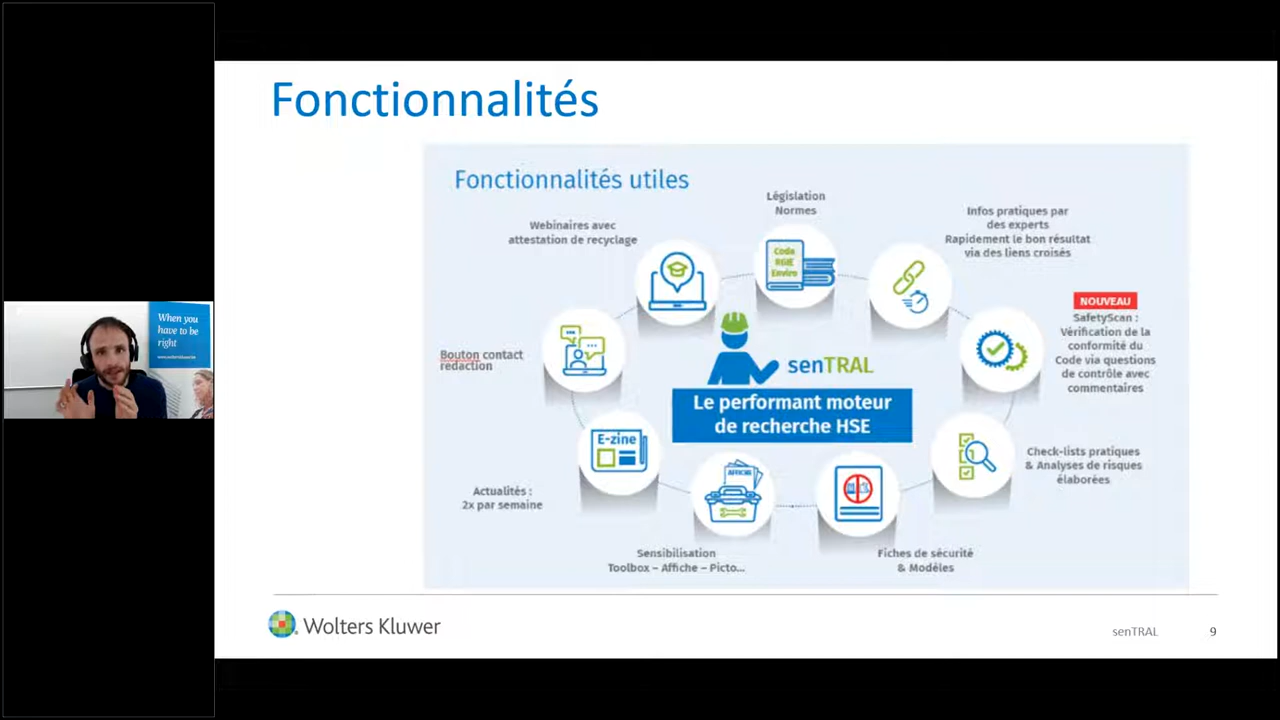 Fonctionnalités
Fonctionnalités utiles
Législation
Normes
Webinaires avec
attestation de recyclage
Infos pratiques par
des experts
Rapidement le bon résultat
via des liens croisés
Code
RGIE
Enviro
NOUVEAU
SafetyScan :
Vérification de la
conformité du
Code via questions
de contrôle avec
commentaires
When you
have to be
right
Bouton contact
rédaction
senTRAL
Le performant moteur
de recherche HSE
E-zine
Check-lists pratiques
& Analyses de risques
élaborées
AFFICHE
Actualités :
2x par semaine
Sensibilisation
Toolbox – Affiche – Picto...
Fiches de sécurité
& Modèles
Wolters Kluwer
senTRAL
9